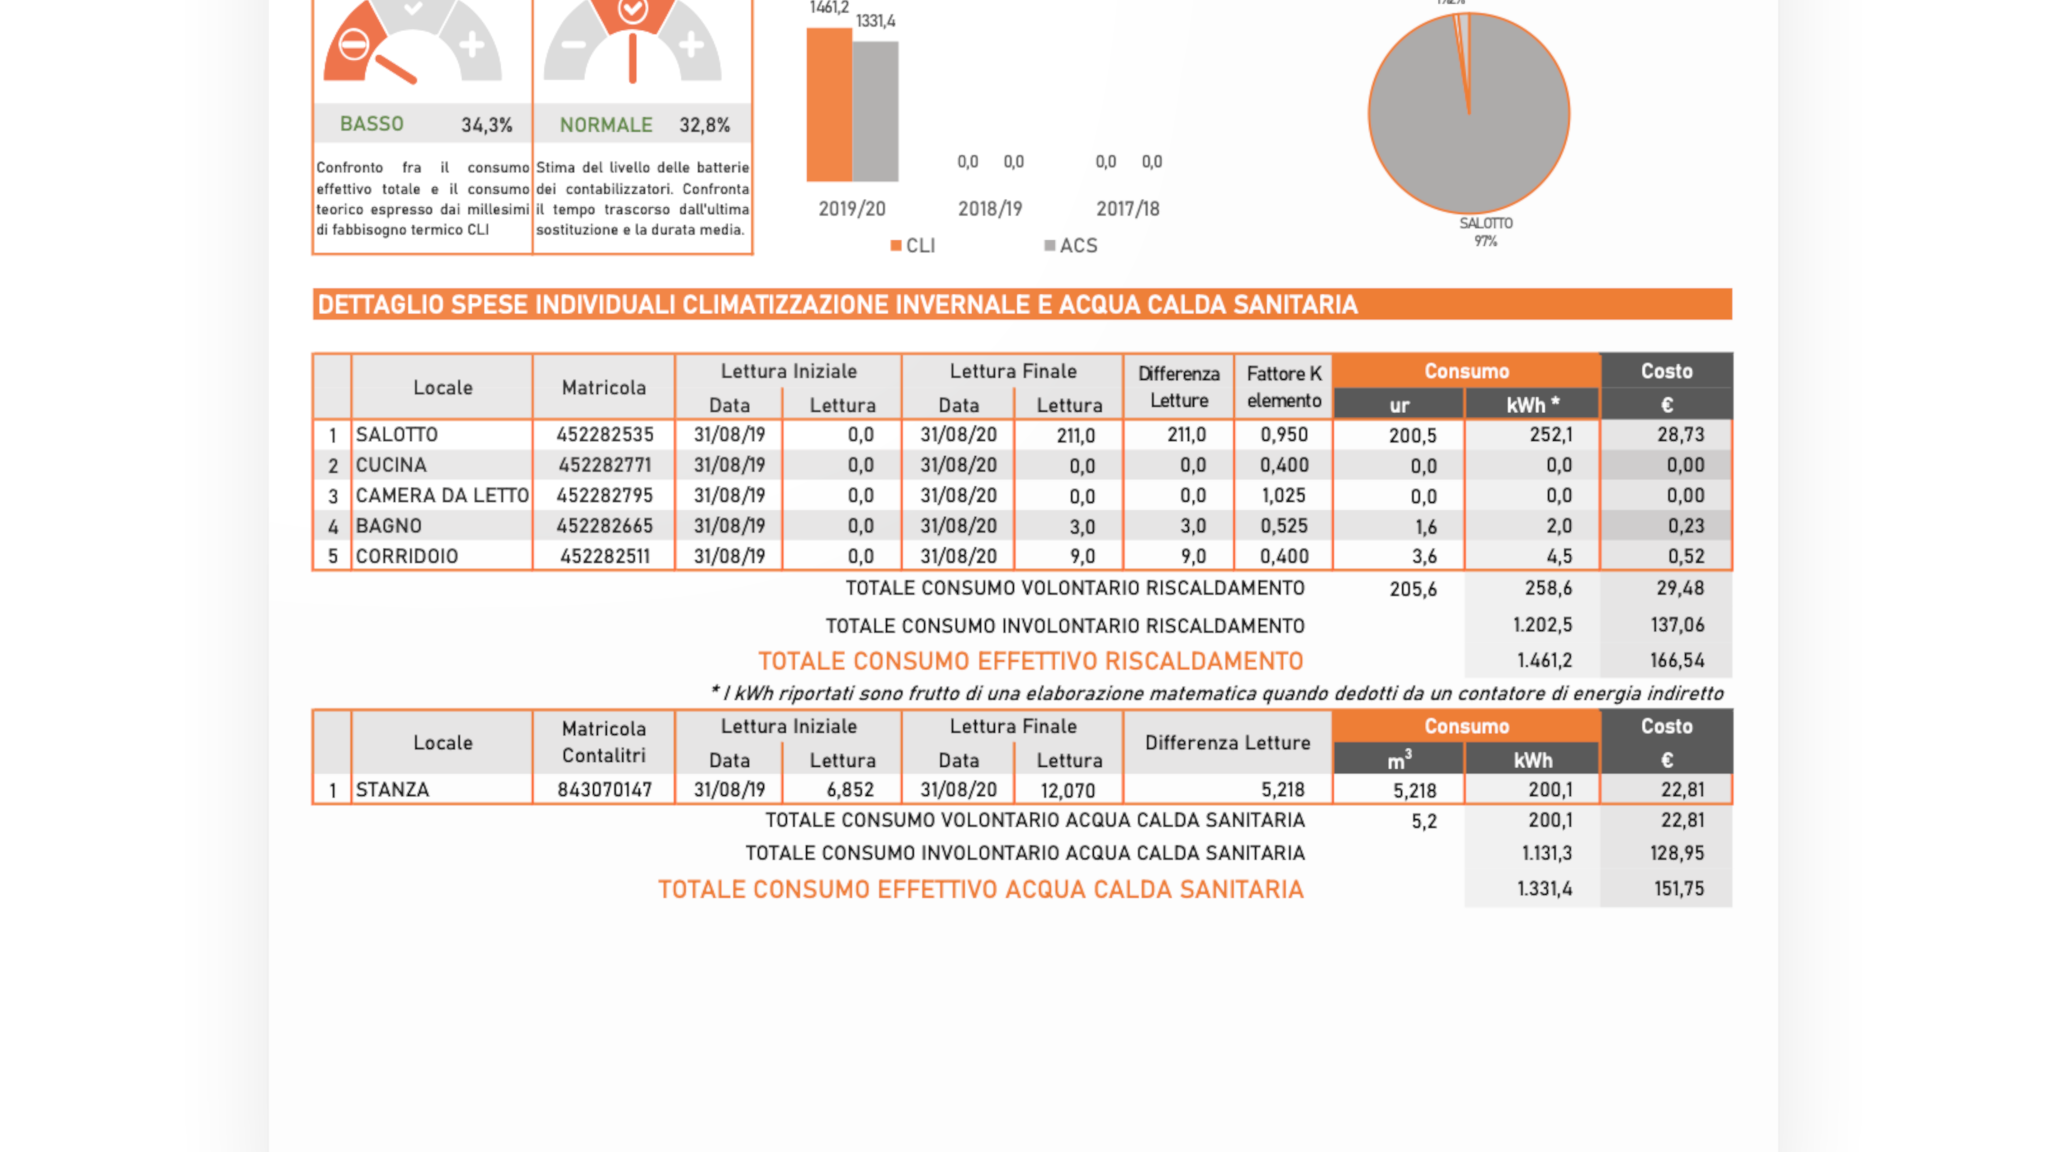 1461,2
1331,4
BASSO 34,3%
NORMALE 32,8%
Confronto fra il consumo
effettivo totale e il consumo
teorico espresso dai millesimi
di fabbisogno termico CLI
Stima del livello delle batterie
dei contabilizzatori. Confronta
il tempo trascorso dall'ultima
sostituzione e la durata media.
0,0 0,0 0,0 0,0
2019/20 2018/19 2017/18
CLI ACS
SALOTTO
97%
DETTAGLIO SPESE INDIVIDUALI CLIMATIZZAZIONE INVERNALE E ACQUA CALDA SANITARIA
Locale Matricola Lettura Iniziale Lettura Finale Differenza Letture Fattore K elemento Consumo Costo
Data Lettura Data Lettura ur kWh * €
1 SALOTTO 452282535 31/08/19 0,0 31/08/20 211,0 211,0 0,950 200,5 252,1 28,73
2 CUCINA 452282771 31/08/19 0,0 31/08/20 0,0 0,0 0,400 0,0 0,0 0,00
3 CAMERA DA LETTO 452282795 31/08/19 0,0 31/08/20 0,0 0,0 1,025 0,0 0,0 0,00
4 BAGNO 452282665 31/08/19 0,0 31/08/20 3,0 3,0 0,525 1,6 2,0 0,23
5 CORRIDOIO 452282511 31/08/19 0,0 31/08/20 9,0 9,0 0,400 3,6 4,5 0,52
TOTALE CONSUMO VOLONTARIO RISCALDAMENTO 205,6 258,6 29,48
TOTALE CONSUMO INVOLONTARIO RISCALDAMENTO 1.202,5 137,06
TOTALE CONSUMO EFFETTIVO RISCALDAMENTO 1.461,2 166,54
* I kWh riportati sono frutto di una elaborazione matematica quando dedotti da un contatore di energia indiretto
Locale Matricola Contalitri Lettura Iniziale Lettura Finale Differenza Letture Consumo Costo
Data Lettura Data Lettura m³ kWh €
1 STANZA 843070147 31/08/19 6,852 31/08/20 12,070 5,218 5,218 200,1 22,81
TOTALE CONSUMO VOLONTARIO ACQUA CALDA SANITARIA 5,2 200,1 22,81
TOTALE CONSUMO INVOLONTARIO ACQUA CALDA SANITARIA 1.131,3 128,95
TOTALE CONSUMO EFFETTIVO ACQUA CALDA SANITARIA 1.331,4 151,75